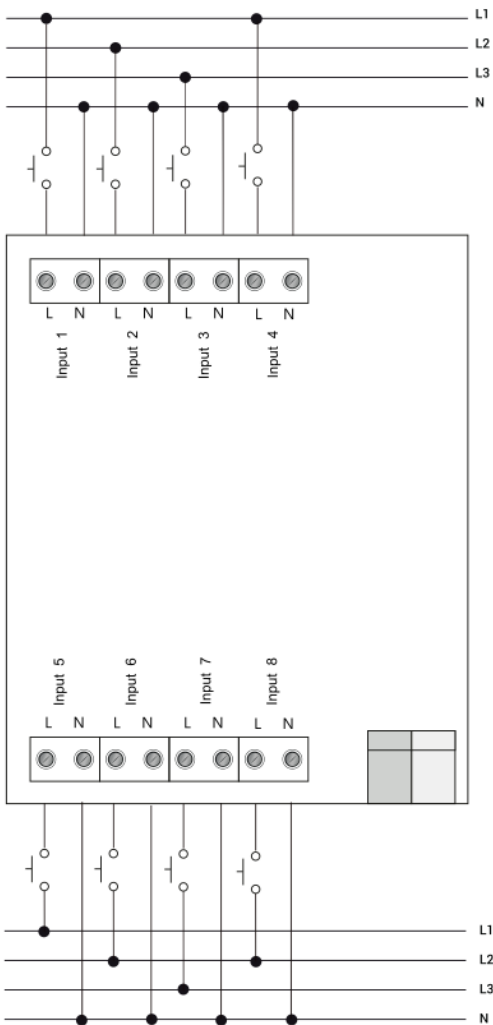 L1
L2
L3
N
L N L N L N L N
Input 1
Input 2
Input 3
Input 4
Input 5
Input 6
Input 7
Input 8
L N L N L N L N
L1
L2
L3
N